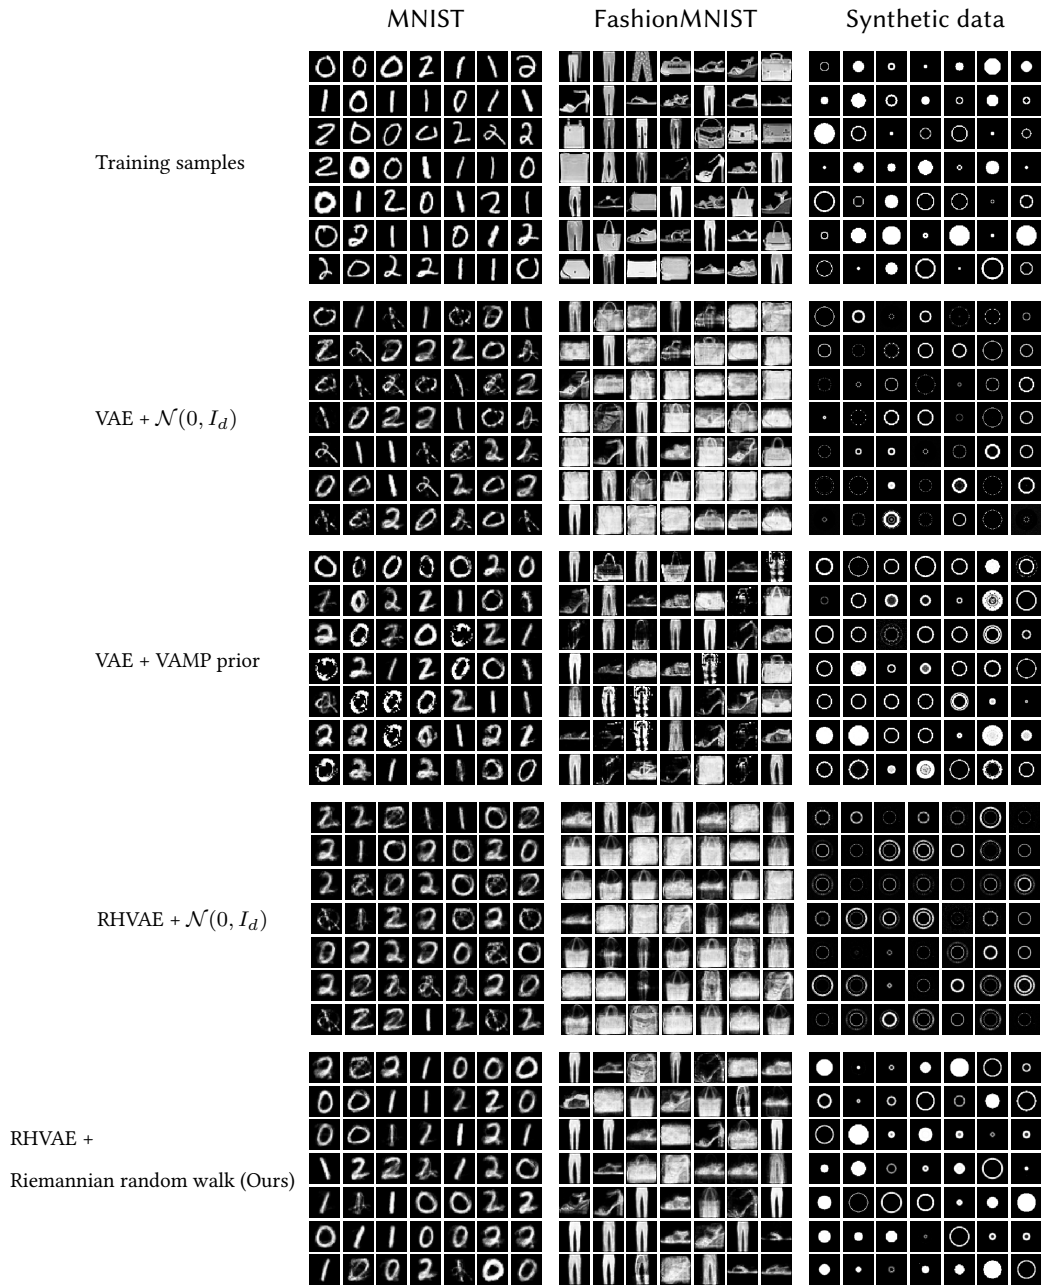 MNIST FashionMNIST Synthetic data
Training samples
VAE + 𝒩(0, I_d)
VAE + VAMP prior
RHVAE + 𝒩(0, I_d)
RHVAE +
Riemannian random walk (Ours)